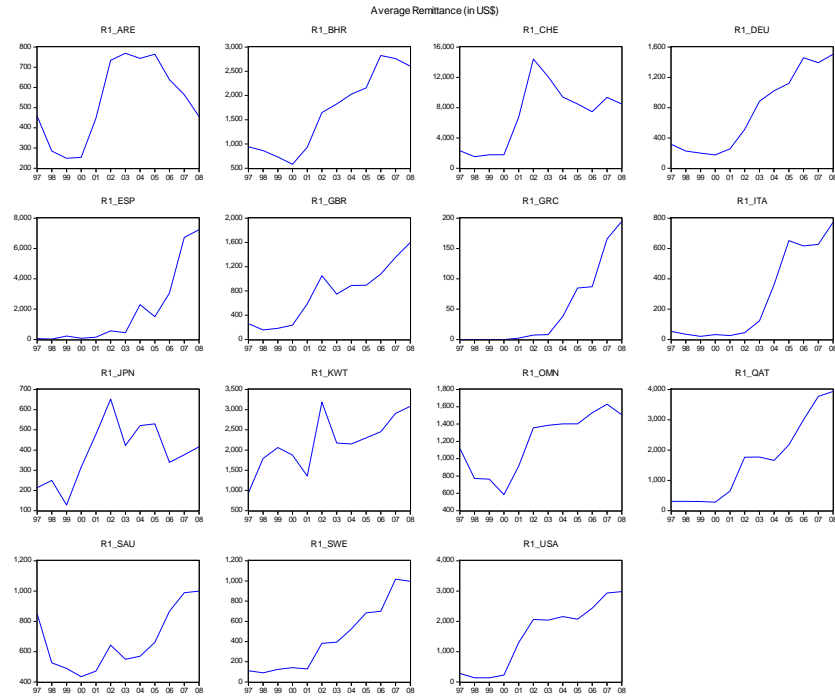 Average Remittance (in US$)
R1_ARE R1_BHR R1_CHE R1_DEU
800 3,000 16,000 1,600
700 2,500
600 12,000 1,200
2,000
500 8,000 800
1,500
400
1,000 4,000 400
300
200 500 0 0
97 98 99 00 01 02 03 04 05 06 07 08 97 98 99 00 01 02 03 04 05 06 07 08 97 98 99 00 01 02 03 04 05 06 07 08 97 98 99 00 01 02 03 04 05 06 07 08
R1_ESP R1_GBR R1_GRC R1_ITA
8,000 2,000 200 800
6,000 1,600 150 600
1,200
4,000 100 400
800
2,000 50 200
400
0 0 0 0
97 98 99 00 01 02 03 04 05 06 07 08 97 98 99 00 01 02 03 04 05 06 07 08 97 98 99 00 01 02 03 04 05 06 07 08 97 98 99 00 01 02 03 04 05 06 07 08
R1_JPN R1_KWT R1_OMN R1_QAT
700 3,500 1,800 4,000
600 3,000 1,600
1,400 3,000
500 2,500
1,200
400 2,000 2,000
1,000
300 1,500
800 1,000
200 1,000 600
100 500 400 0
97 98 99 00 01 02 03 04 05 06 07 08 97 98 99 00 01 02 03 04 05 06 07 08 97 98 99 00 01 02 03 04 05 06 07 08 97 98 99 00 01 02 03 04 05 06 07 08
R1_SAU R1_SWE R1_USA
1,200 1,200 4,000
1,000 1,000 3,000
800
800 600 2,000
400
600 1,000
200
400 0 0
97 98 99 00 01 02 03 04 05 06 07 08 97 98 99 00 01 02 03 04 05 06 07 08 97 98 99 00 01 02 03 04 05 06 07 08